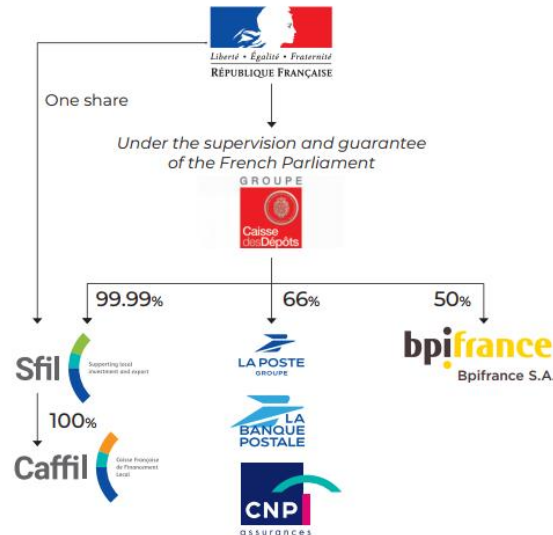 Liberté • Égalité • Fraternité
RÉPUBLIQUE FRANÇAISE
One share
Under the supervision and guarantee
of the French Parliament
GROUPE
Caisse
desDépôts
99.99%
66%
50%
Sfil
Supporting local
investment and export
LA POSTE
GROUPE
bpifrance
Bpifrance S.A.
100%
LA
BANQUE
POSTALE
Caffil
Caisse Française
de Financement
Local
CNP
assurances